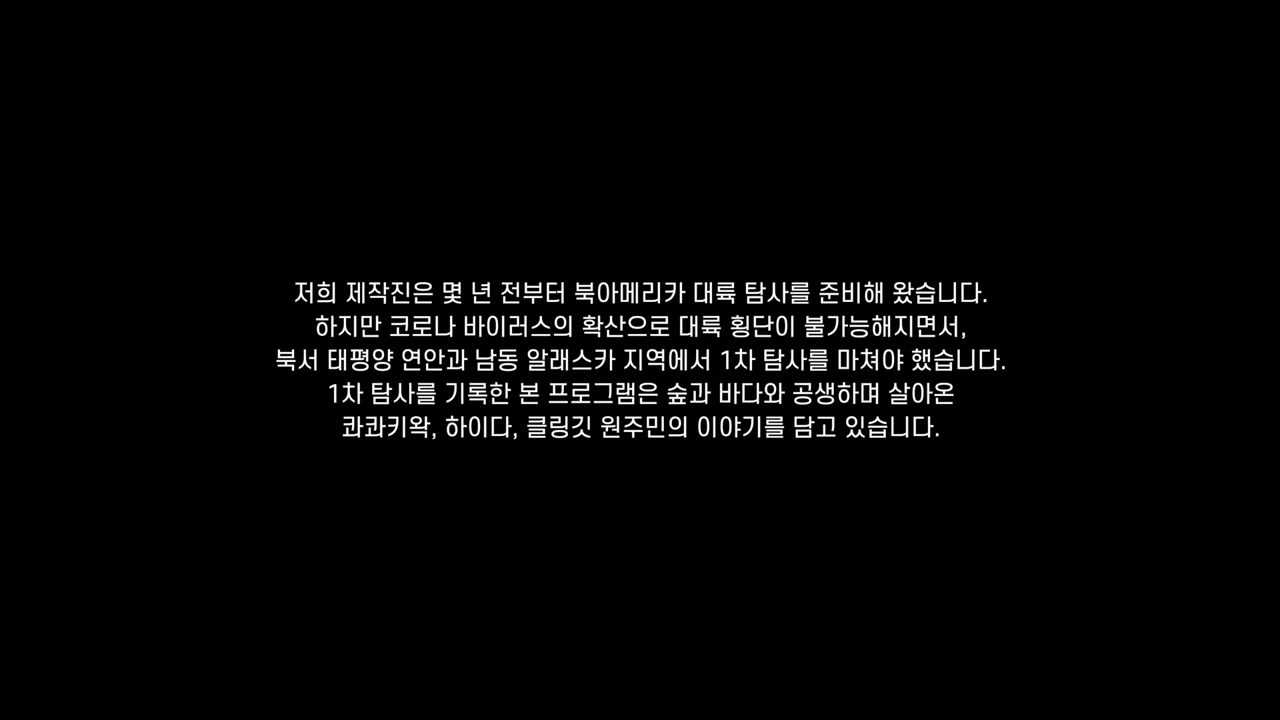 저희 제작진은 몇 년 전부터 북아메리카 대륙 탐사를 준비해 왔습니다.
하지만 코로나 바이러스의 확산으로 대륙 횡단이 불가능해지면서,
북서 태평양 연안과 남동 알래스카 지역에서 1차 탐사를 마쳐야 했습니다.
1차 탐사를 기록한 본 프로그램은 숲과 바다와 공생하며 살아온
콰콰키왁, 하이다, 클링깃 원주민의 이야기를 담고 있습니다.